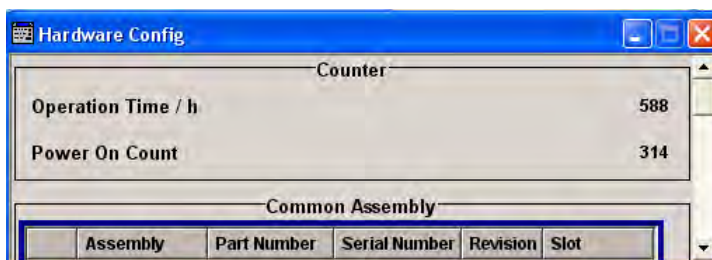 Hardware Config
Counter
Operation Time / h 588
Power On Count 314
Common Assembly
Assembly Part Number Serial Number Revision Slot